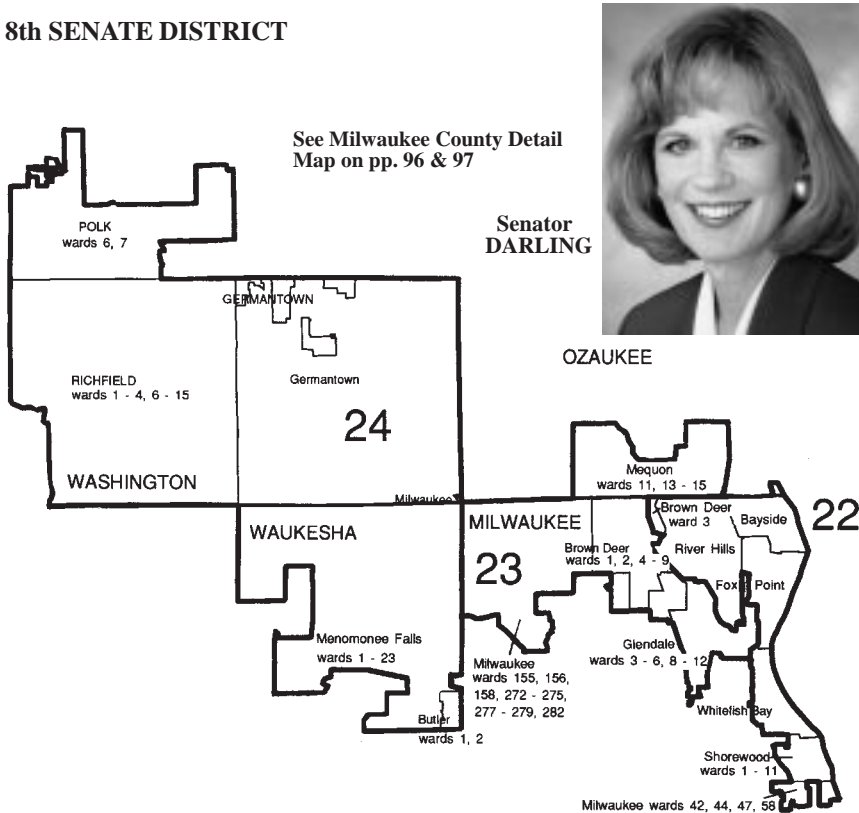 8th SENATE DISTRICT
See Milwaukee County Detail
Map on pp. 96 & 97
Senator
DARLING
POLK
wards 6, 7
GERMANTOWN
Germantown
RICHFIELD
wards 1 - 4, 6 - 15
24
WASHINGTON
OZAUKEE
Mequon
wards 11, 13 - 15
Milwaukee
WAUKESHA
MILWAUKEE
23
Brown Deer
ward 3
Bayside
22
Brown Deer
wards 1, 2, 4 - 9
River Hills
Fox Point
Menomonee Falls
wards 1 - 23
Milwaukee
wards 155, 156,
158, 272 - 275,
277 - 279, 282
Glendale
wards 3 - 6, 8 - 12
Butler
wards 1, 2
Whitefish Bay
Shorewood
wards 1 - 11
Milwaukee wards 42, 44, 47, 58